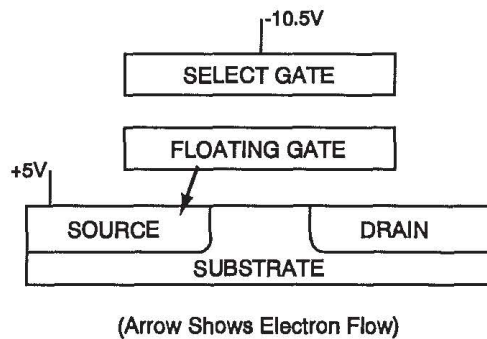 -10.5V
SELECT GATE
FLOATING GATE
+5V
SOURCE
DRAIN
SUBSTRATE
(Arrow Shows Electron Flow)